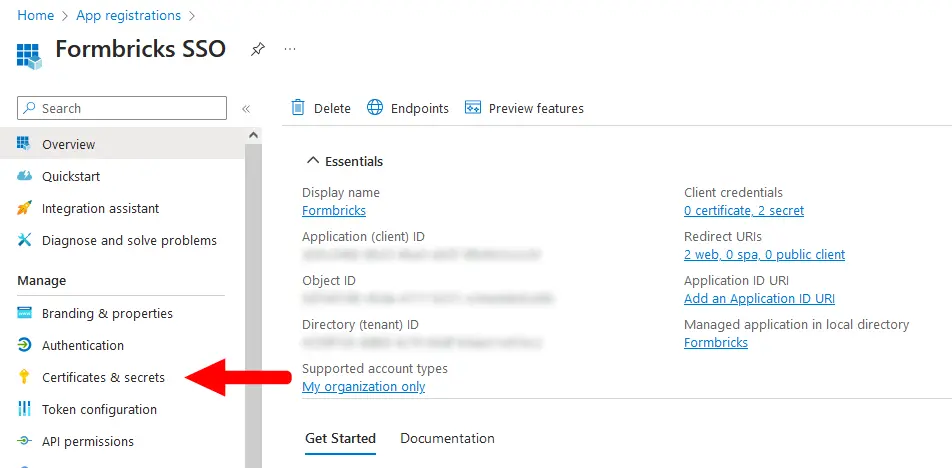 Home > App registrations >
Formbricks SSO
...
Search
«
Overview
Quickstart
Integration assistant
Diagnose and solve problems
Manage
Branding & properties
Authentication
Certificates & secrets
Token configuration
API permissions
Delete
Endpoints
Preview features
Essentials
Display name
Formbricks
Application (client) ID
Object ID
Directory (tenant) ID
Supported account types
My organization only
Client credentials
0 certificate, 2 secret
Redirect URIs
2 web, 0 spa, 0 public client
Application ID URI
Add an Application ID URI
Managed application in local directory
Formbricks
Get Started
Documentation